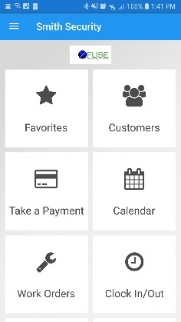 100% 1:41 PM
Smith Security
FUSE
Favorites
Customers
Take a Payment
Calendar
Work Orders
Clock In/Out